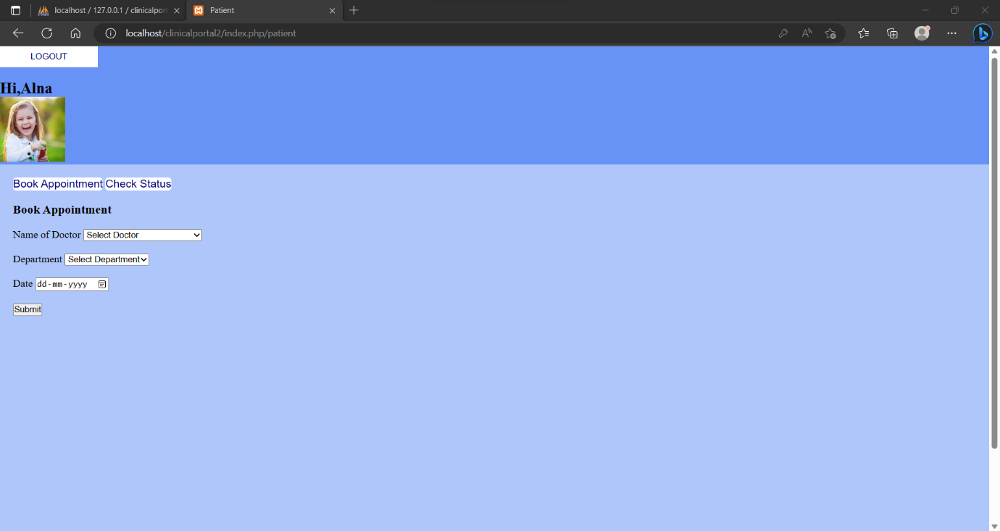 localhost / 127.0.0.1 / clinicalport
Patient
localhost/clinicalportal2/index.php/patient
LOGOUT
Hi,Alna
Book Appointment Check Status
Book Appointment
Name of Doctor Select Doctor
Department Select Department
Date dd-mm-yyyy
Submit